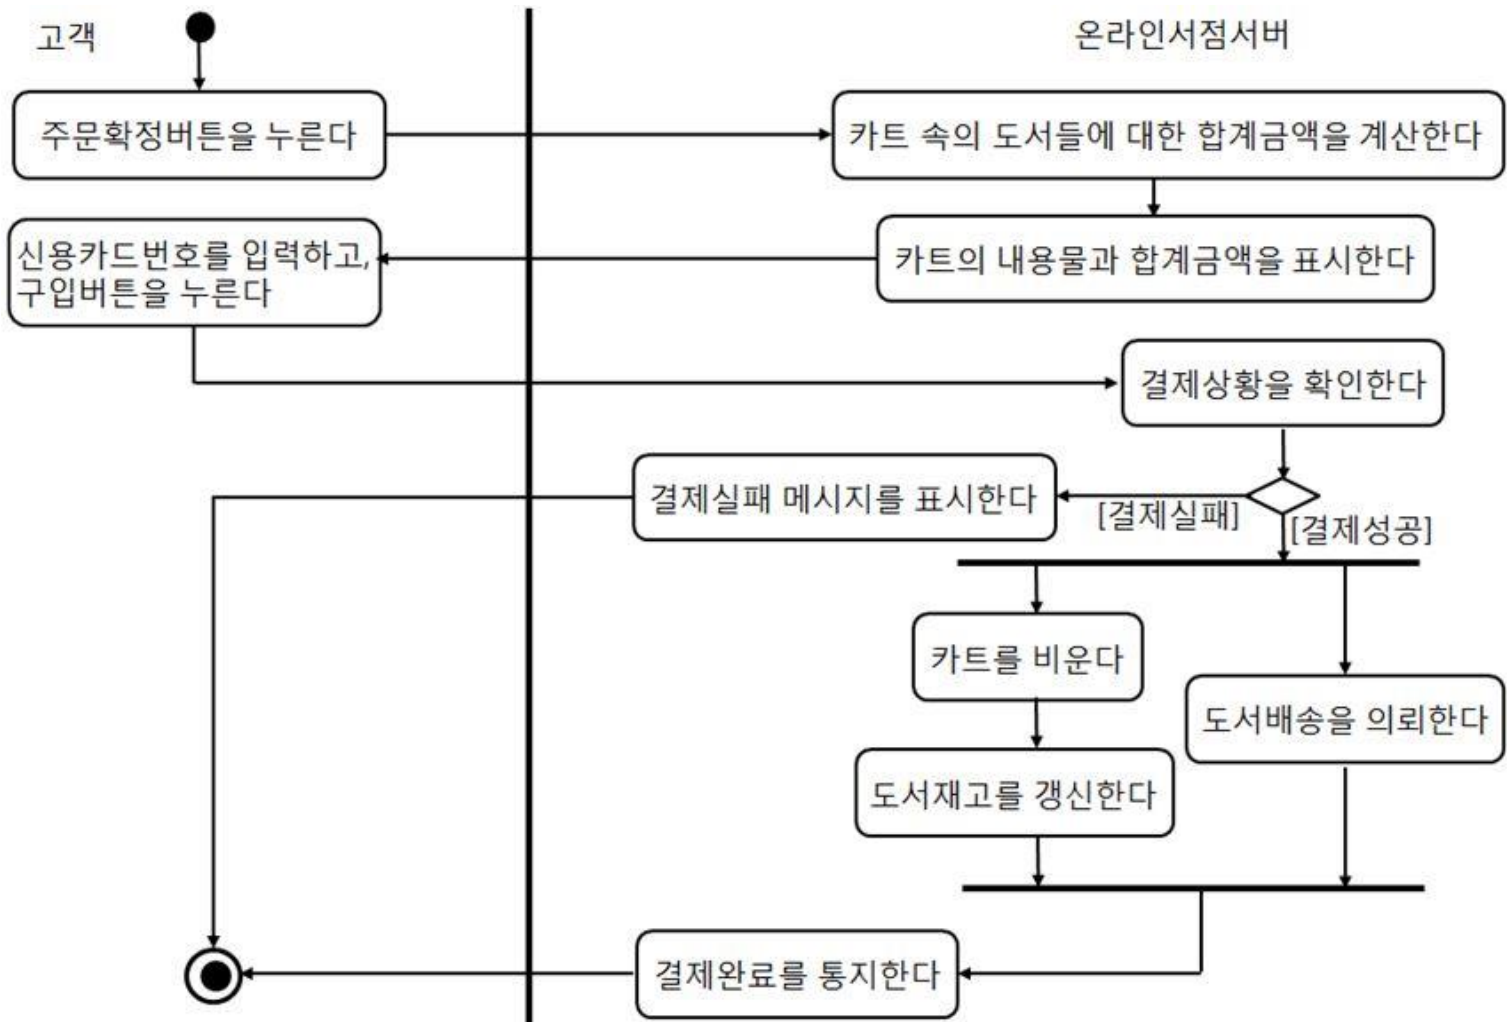 고객
온라인서점서버
주문확정버튼을 누른다
카트 속의 도서들에 대한 합계금액을 계산한다
신용카드번호를 입력하고,
구입버튼을 누른다
카트의 내용물과 합계금액을 표시한다
결제상황을 확인한다
결제실패 메시지를 표시한다
[결제실패]
[결제성공]
카트를 비운다
도서배송을 의뢰한다
도서재고를 갱신한다
결제완료를 통지한다